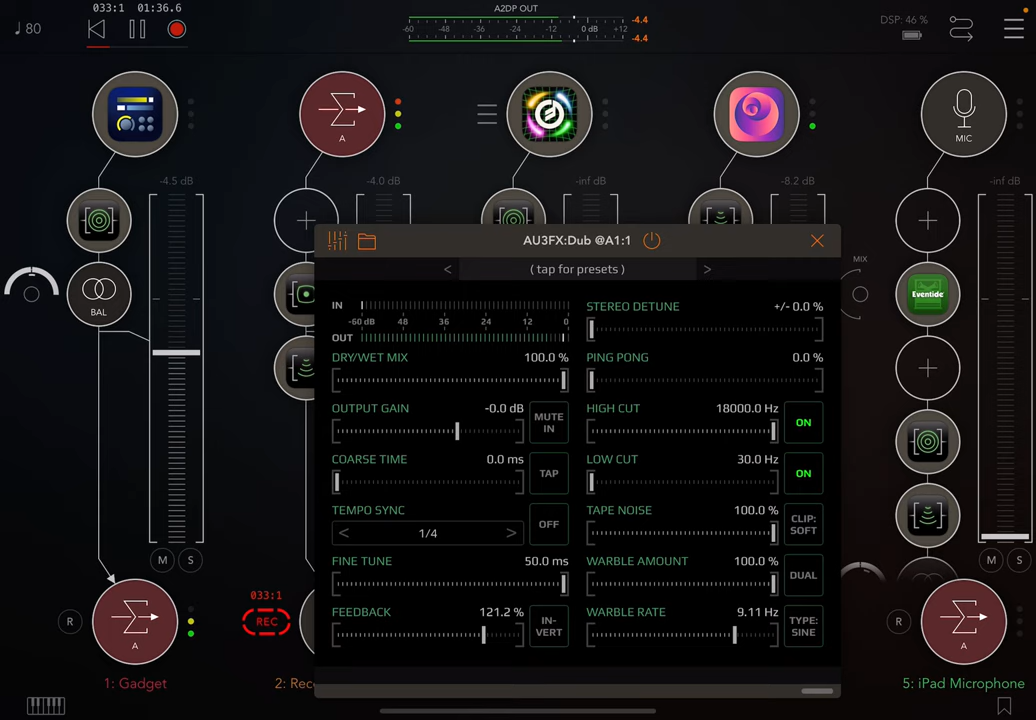 033:1 01:36.6
A2DP OUT
♩80
-60 -48 -36 -24 -12 0 dB +12
-4.4
-4.4
DSP: 46 %
A
MIC
-4.5 dB
-4.0 dB
-inf dB
-8.2 dB
-inf dB
BAL
MIX
Eventide
AU3FX:Dub @A1:1
< ( tap for presets ) >
IN
-60 dB 48 36 24 12 0
OUT
STEREO DETUNE +/- 0.0 %
DRY/WET MIX 100.0 %
PING PONG 0.0 %
OUTPUT GAIN -0.0 dB
MUTE
IN
HIGH CUT 18000.0 Hz
ON
COARSE TIME 0.0 ms
TAP
LOW CUT 30.0 Hz
ON
TEMPO SYNC
< 1/4 >
OFF
TAPE NOISE 100.0 %
CLIP:
SOFT
FINE TUNE 50.0 ms
WARBLE AMOUNT 100.0 %
DUAL
FEEDBACK 121.2 %
IN-
VERT
WARBLE RATE 9.11 Hz
TYPE:
SINE
M S
M S
033:1
R
A
REC
R
A
1: Gadget
2: Rec
5: iPad Microphone